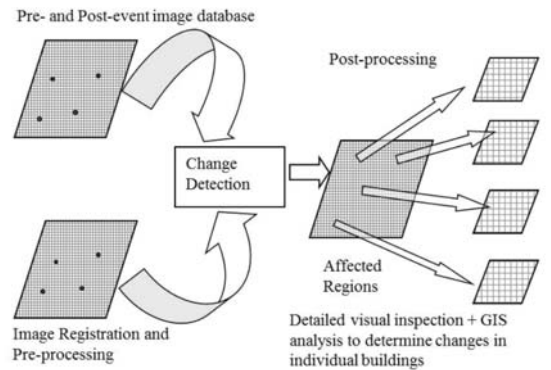 Pre- and Post-event image database
Post-processing
Change
Detection
Affected
Regions
Image Registration and
Pre-processing
Detailed visual inspection + GIS
analysis to determine changes in
individual buildings